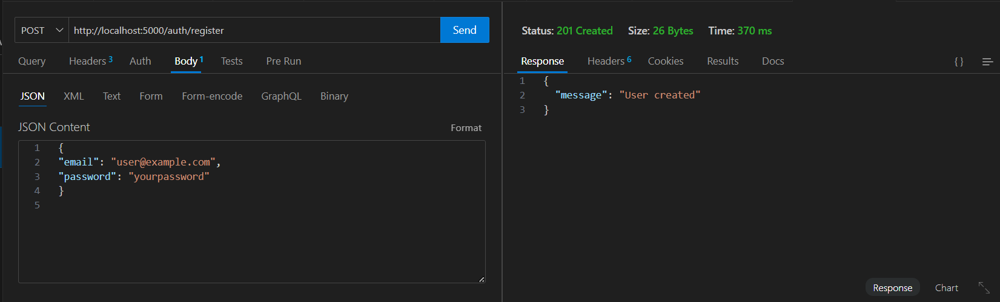 POST http://localhost:5000/auth/register Send
Query Headers 3 Auth Body 1 Tests Pre Run
JSON XML Text Form Form-encode GraphQL Binary
JSON Content Format
1 {
2 "email": "user@example.com",
3 "password": "yourpassword"
4 }
5
Status: 201 Created Size: 26 Bytes Time: 370 ms
Response Headers 6 Cookies Results Docs {}
1 {
2 "message": "User created"
3 }
Response Chart